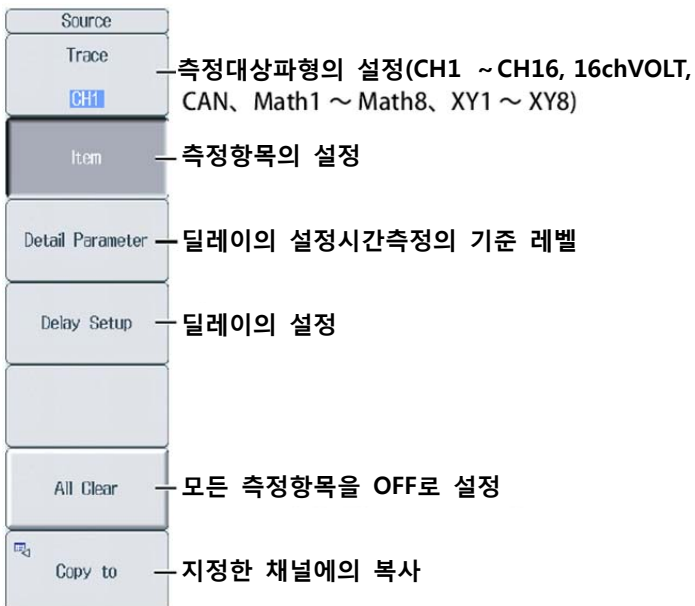 Source
Trace
CH1
측정대상파형의 설정(CH1 ~CH16, 16chVOLT,
CAN、Math1 ～ Math8、XY1 ～ XY8)
Item
측정항목의 설정
Detail Parameter
딜레이의 설정시간측정의 기준 레벨
Delay Setup
딜레이의 설정
All Clear
모든 측정항목을 OFF로 설정
Copy to
지정한 채널에의 복사